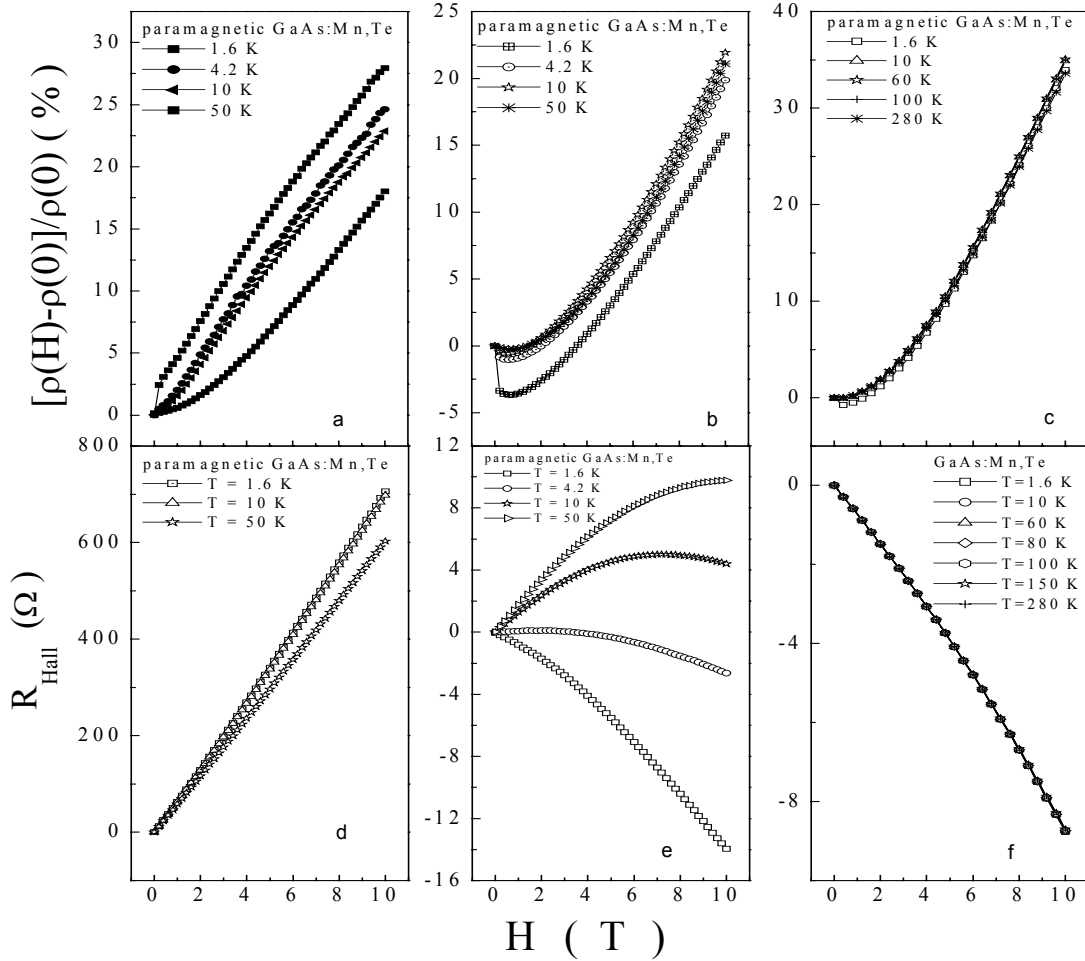 [ρ(H)-ρ(0)]/ρ(0) (%)
paramagnetic GaAs:Mn,Te
1.6 K
4.2 K
10 K
50 K
30
25
20
15
10
5
0
a
paramagnetic GaAs:Mn,Te
1.6 K
4.2 K
10 K
50 K
25
20
15
10
5
0
-5
b
paramagnetic GaAs:Mn,Te
1.6 K
10 K
60 K
100 K
280 K
40
30
20
10
0
c
R Hall (Ω)
paramagnetic GaAs:Mn,Te
T = 1.6 K
T = 10 K
T = 50 K
800
600
400
200
0
d
0 2 4 6 8 10
paramagnetic GaAs:Mn,Te
T = 1.6 K
T = 4.2 K
T = 10 K
T = 50 K
12
8
4
0
-4
-8
-12
-16
e
0 2 4 6 8 10
GaAs:Mn,Te
T=1.6 K
T=10 K
T=60 K
T=80 K
T=100 K
T=150 K
T=280 K
0
-4
-8
f
0 2 4 6 8 10
H (T)